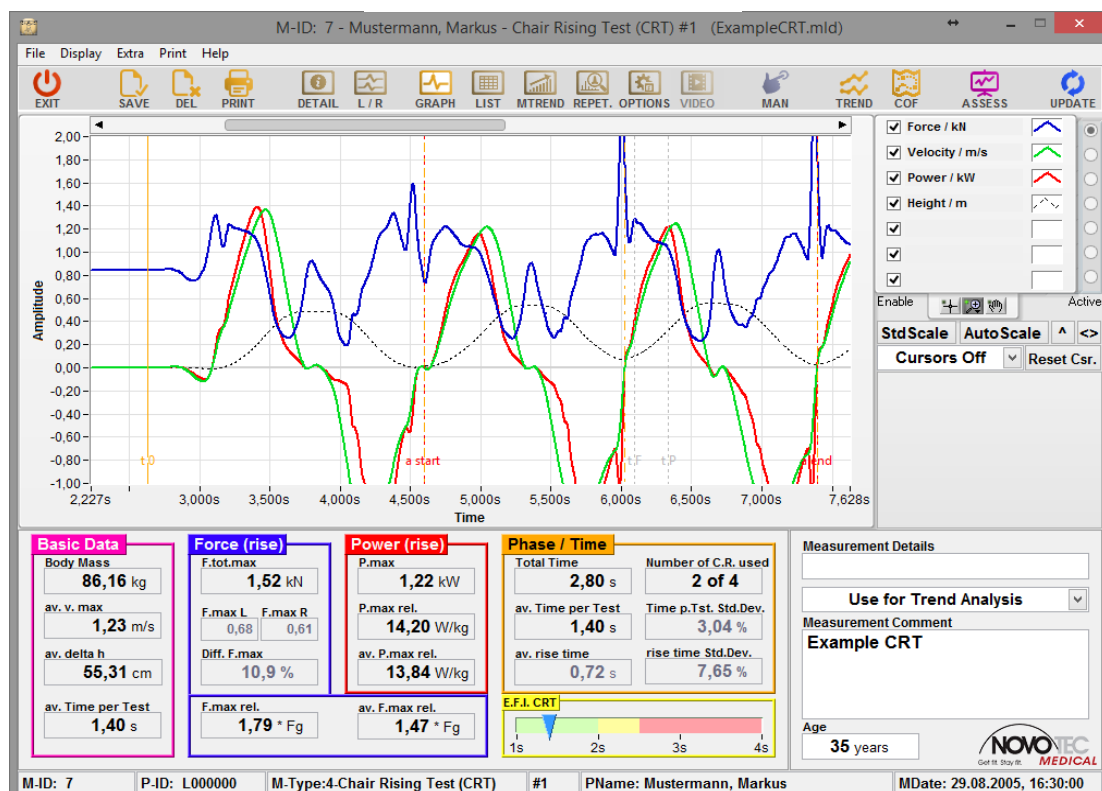 M-ID: 7 - Mustermann, Markus - Chair Rising Test (CRT) #1 (ExampleCRT.mld)
File Display Extra Print Help
EXIT SAVE DEL PRINT DETAIL L / R GRAPH LIST MTREND REPET. OPTIONS VIDEO MAN TREND COF ASSESS UPDATE
2,00
1,80
1,60
1,40
1,20
1,00
0,80
0,60
0,40
0,20
0,00
-0,20
-0,40
-0,60
-0,80
-1,00
Amplitude
t.0 a start t.F t.P a end
2,227s 3,000s 3,500s 4,000s 4,500s 5,000s 5,500s 6,000s 6,500s 7,000s 7,628s
Time
Force / kN
Velocity / m/s
Power / kW
Height / m
Enable Active
StdScale AutoScale ^ <>
Cursors Off Reset Csr.
Basic Data
Body Mass
86,16 kg
av. v. max
1,23 m/s
av. delta h
55,31 cm
av. Time per Test
1,40 s
Force (rise)
F.tot.max
1,52 kN
F.max L F.max R
0,68 0,61
Diff. F.max
10,9 %
F.max rel.
1,79 * Fg
Power (rise)
P.max
1,22 kW
P.max rel.
14,20 W/kg
av. P.max rel.
13,84 W/kg
av. F.max rel.
1,47 * Fg
Phase / Time
Total Time Number of C.R. used
2,80 s 2 of 4
av. Time per Test Time p.Tst. Std.Dev.
1,40 s 3,04 %
av. rise time rise time Std.Dev.
0,72 s 7,65 %
E.F.I. CRT
1s 2s 3s 4s
Measurement Details
Use for Trend Analysis
Measurement Comment
Example CRT
Age
35 years
NOVOTEC
Get fit. Stay fit. MEDICAL
M-ID: 7 P-ID: L000000 M-Type:4-Chair Rising Test (CRT) #1 PName: Mustermann, Markus MDate: 29.08.2005, 16:30:00